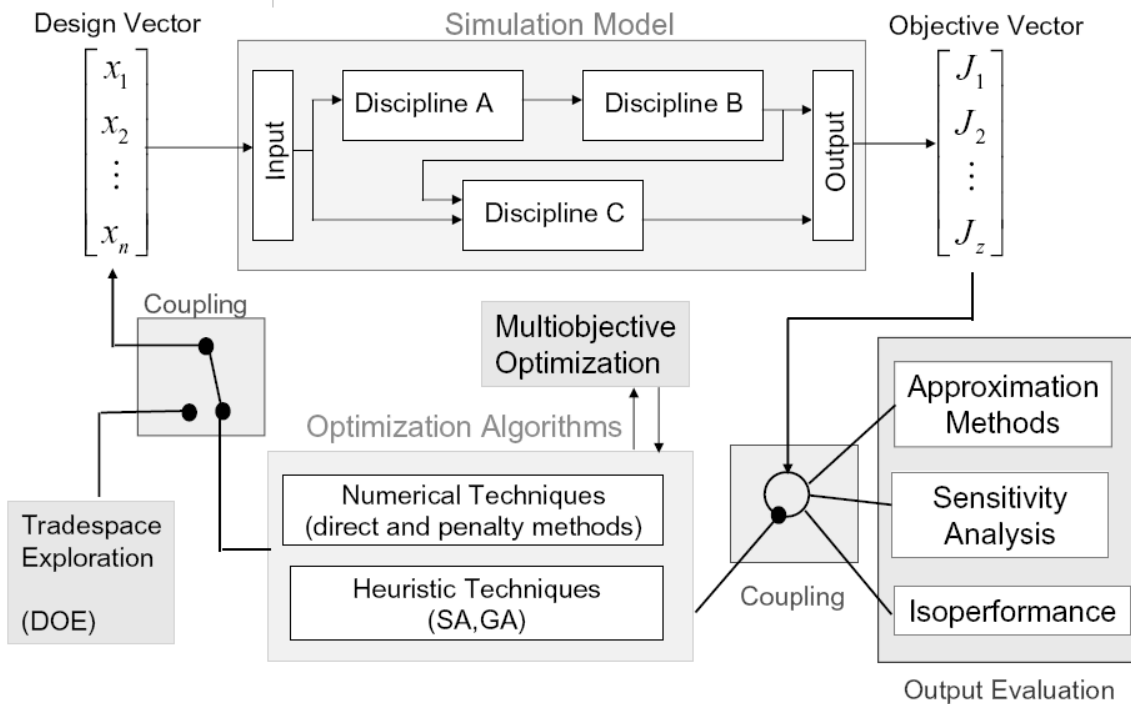 Design Vector
Simulation Model
Objective Vector
x1
x2
⋮
xn
Input
Discipline A
Discipline B
Discipline C
Output
J1
J2
⋮
Jz
Coupling
Multiobjective
Optimization
Optimization Algorithms
Numerical Techniques
(direct and penalty methods)
Heuristic Techniques
(SA,GA)
Tradespace
Exploration
(DOE)
Coupling
Approximation
Methods
Sensitivity
Analysis
Isoperformance
Output Evaluation